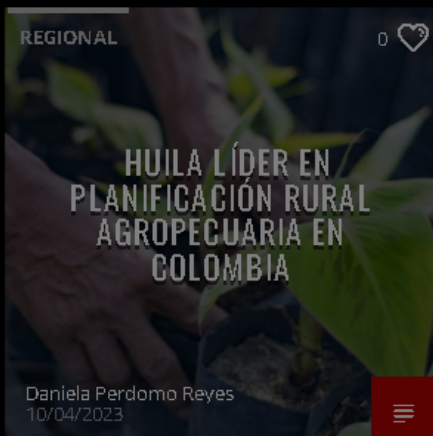 REGIONAL
0
HUILA LÍDER EN
PLANIFICACIÓN RURAL
AGROPECUARIA EN
COLOMBIA
Daniela Perdomo Reyes
10/04/2023